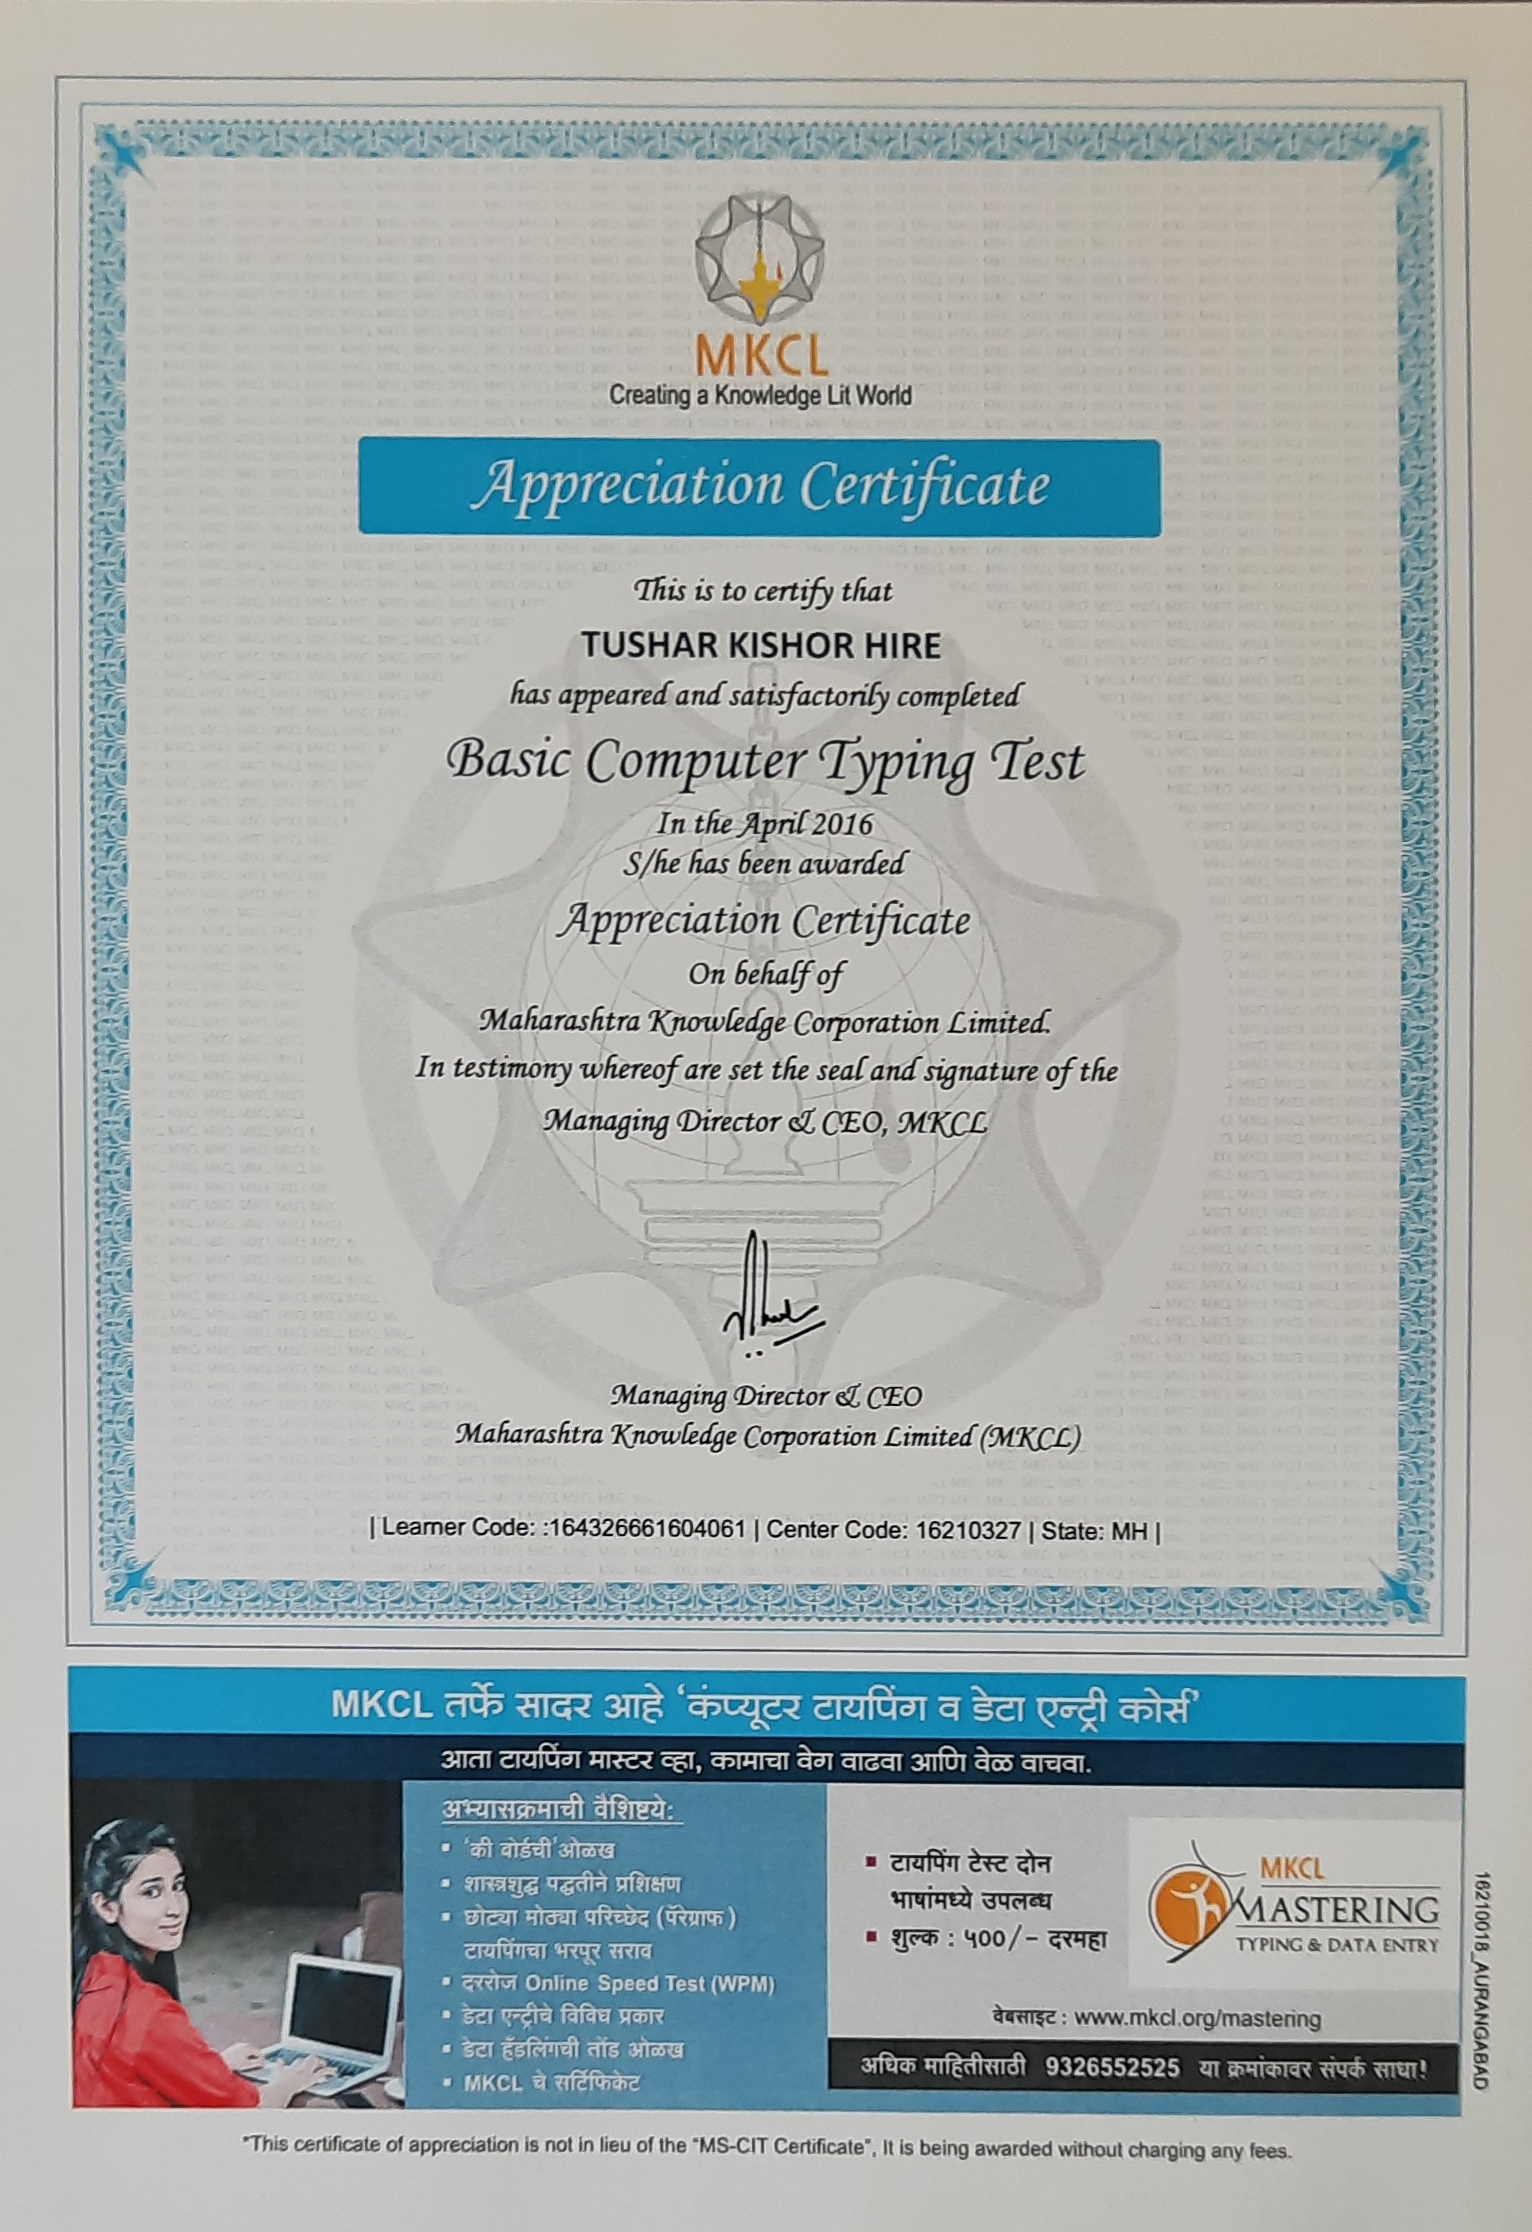 MKCL
Creating a Knowledge Lit World
Appreciation Certificate
This is to certify that
TUSHAR KISHOR HIRE
has appeared and satisfactorily completed
Basic Computer Typing Test
In the April 2016
S/he has been awarded
Appreciation Certificate
On behalf of
Maharashtra Knowledge Corporation Limited.
In testimony whereof are set the seal and signature of the
Managing Director & CEO, MKCL
Managing Director & CEO
Maharashtra Knowledge Corporation Limited (MKCL)
| Learner Code: :164326661604061 | Center Code: 16210327 | State: MH |
MKCL तर्फे सादर आहे ‘कंप्यूटर टायपिंग व डेटा एन्ट्री कोर्स’
आता टायपिंग मास्टर व्हा, कामाचा वेग वाढवा आणि वेळ वाचवा.
अभ्यासक्रमाची वैशिष्टये:
▪ ‘की बोर्डची’ ओळख
▪ शास्त्रशुद्ध पद्धतीने प्रशिक्षण
▪ छोट्या मोठ्या परिच्छेद (पॅरेग्राफ)
टायपिंगचा भरपूर सराव
▪ दररोज Online Speed Test (WPM)
▪ डेटा एन्ट्रीचे विविध प्रकार
▪ डेटा हँडलिंगची तोंड ओळख
▪ MKCL चे सर्टिफिकेट
▪ टायपिंग टेस्ट दोन
भाषांमध्ये उपलब्ध
▪ शुल्क : ५००/- दरमहा
MKCL
MASTERING
TYPING & DATA ENTRY
वेबसाइट : www.mkcl.org/mastering
अधिक माहितीसाठी 9326552525 या क्रमांकावर संपर्क साधा!
16210018_AURANGABAD
*This certificate of appreciation is not in lieu of the “MS-CIT Certificate”, It is being awarded without charging any fees.